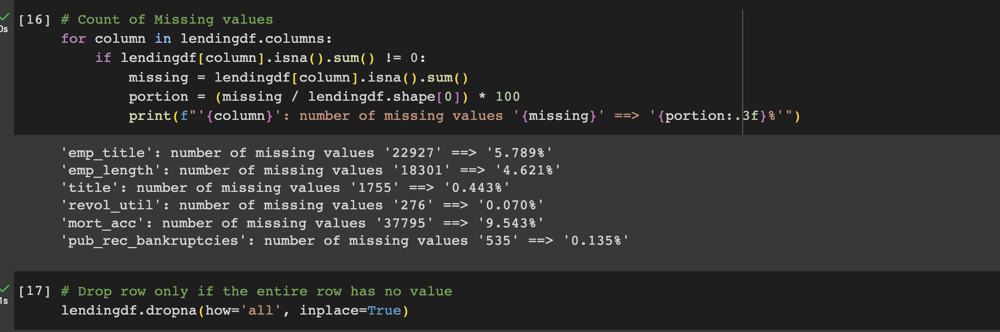 [16] # Count of Missing values
0s
for column in lendingdf.columns:
if lendingdf[column].isna().sum() != 0:
missing = lendingdf[column].isna().sum()
portion = (missing / lendingdf.shape[0]) * 100
print(f"'{column}': number of missing values '{missing}' ==> '{portion:.3f}%'")
'emp_title': number of missing values '22927' ==> '5.789%'
'emp_length': number of missing values '18301' ==> '4.621%'
'title': number of missing values '1755' ==> '0.443%'
'revol_util': number of missing values '276' ==> '0.070%'
'mort_acc': number of missing values '37795' ==> '9.543%'
'pub_rec_bankruptcies': number of missing values '535' ==> '0.135%'
[17] # Drop row only if the entire row has no value
1s
lendingdf.dropna(how='all', inplace=True)